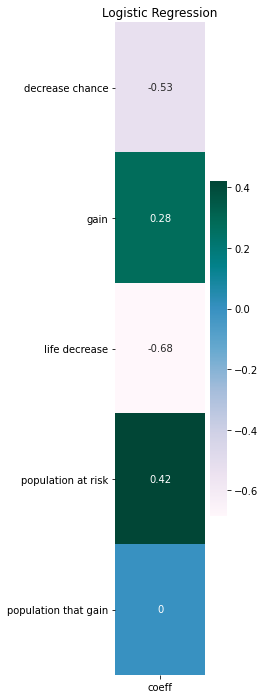 Logistic Regression
decrease chance
-0.53
gain
0.28
life decrease
-0.68
population at risk
0.42
population that gain
0
coeff
0.4
0.2
0.0
−0.2
−0.4
−0.6